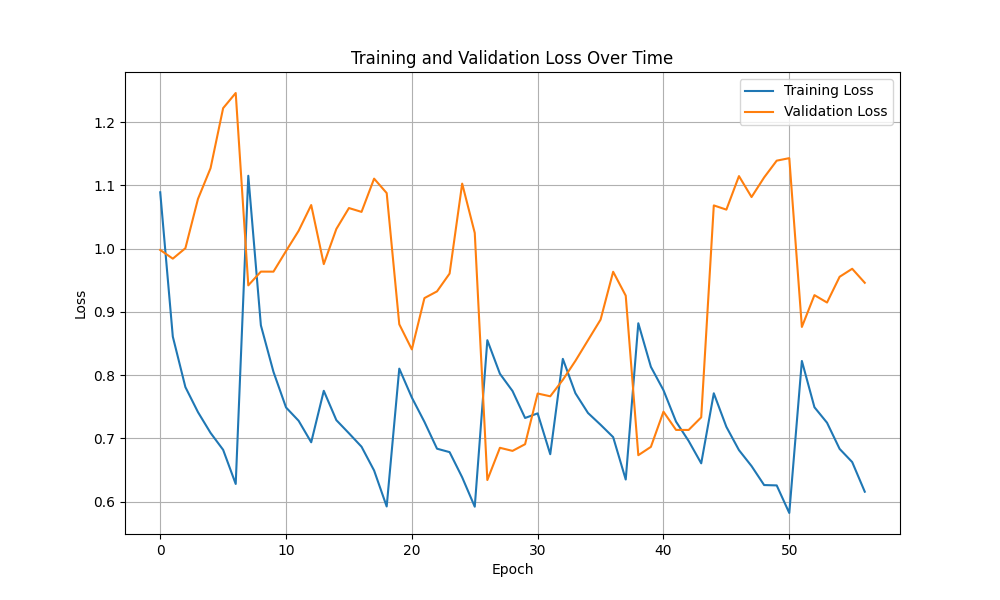 Training and Validation Loss Over Time
Training Loss
Validation Loss
Loss
1.2
1.1
1.0
0.9
0.8
0.7
0.6
0 10 20 30 40 50
Epoch